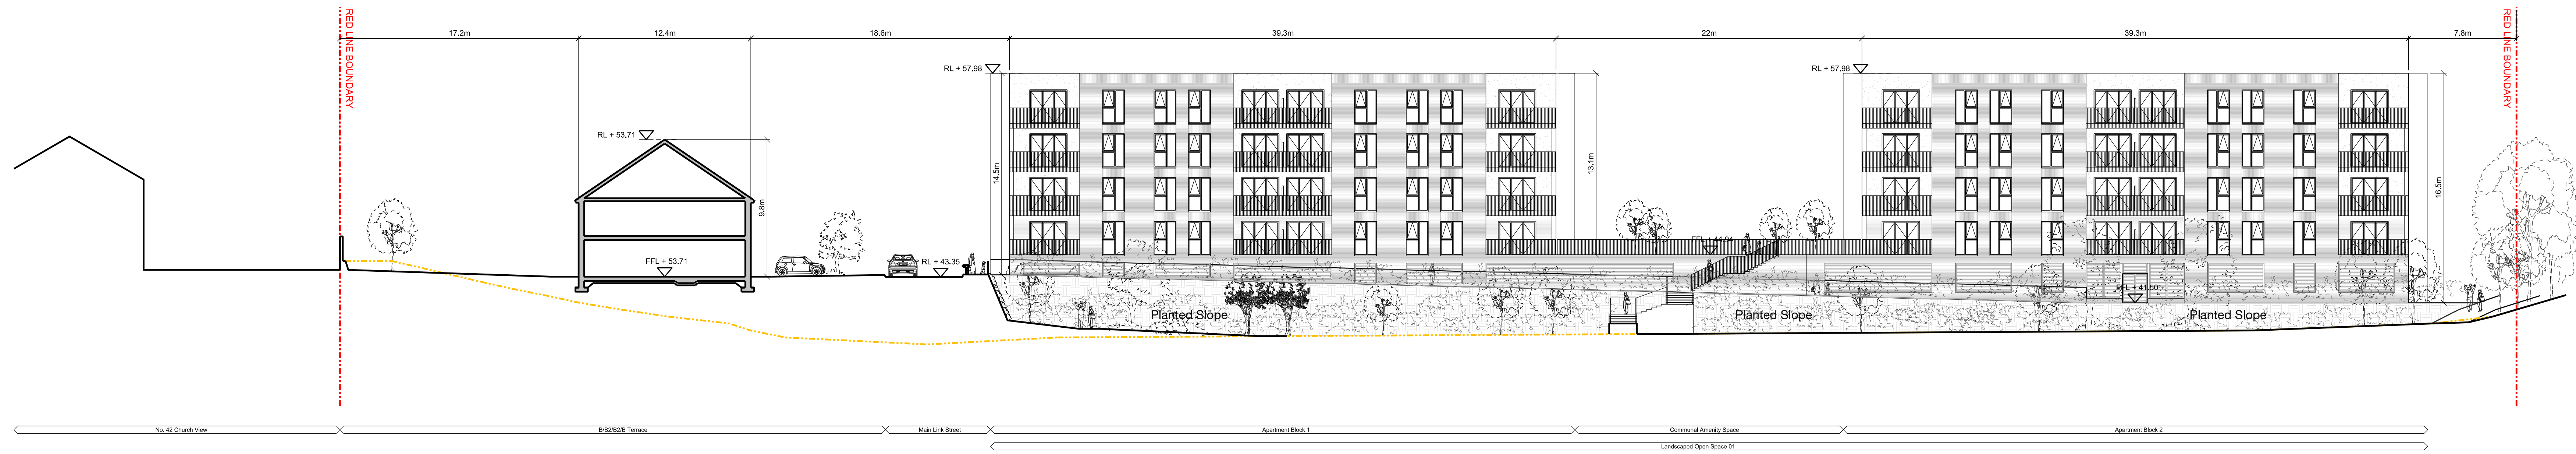 RED LINE BOUNDARY
17.2m
12.4m
18.6m
39.3m
22m
39.3m
7.8m
RED LINE BOUNDARY
RL + 57,98
RL + 57,98
RL + 53,71
14.5m
13.1m
16.5m
9.8m
FFL + 53.71
RL + 43.35
FFL + 44.94
FFL + 41.50
Planted Slope
Planted Slope
Planted Slope
No. 42 Church View
B/B2/B2/B Terrace
Main Link Street
Apartment Block 1
Communal Amenity Space
Apartment Block 2
Landscaped Open Space 01